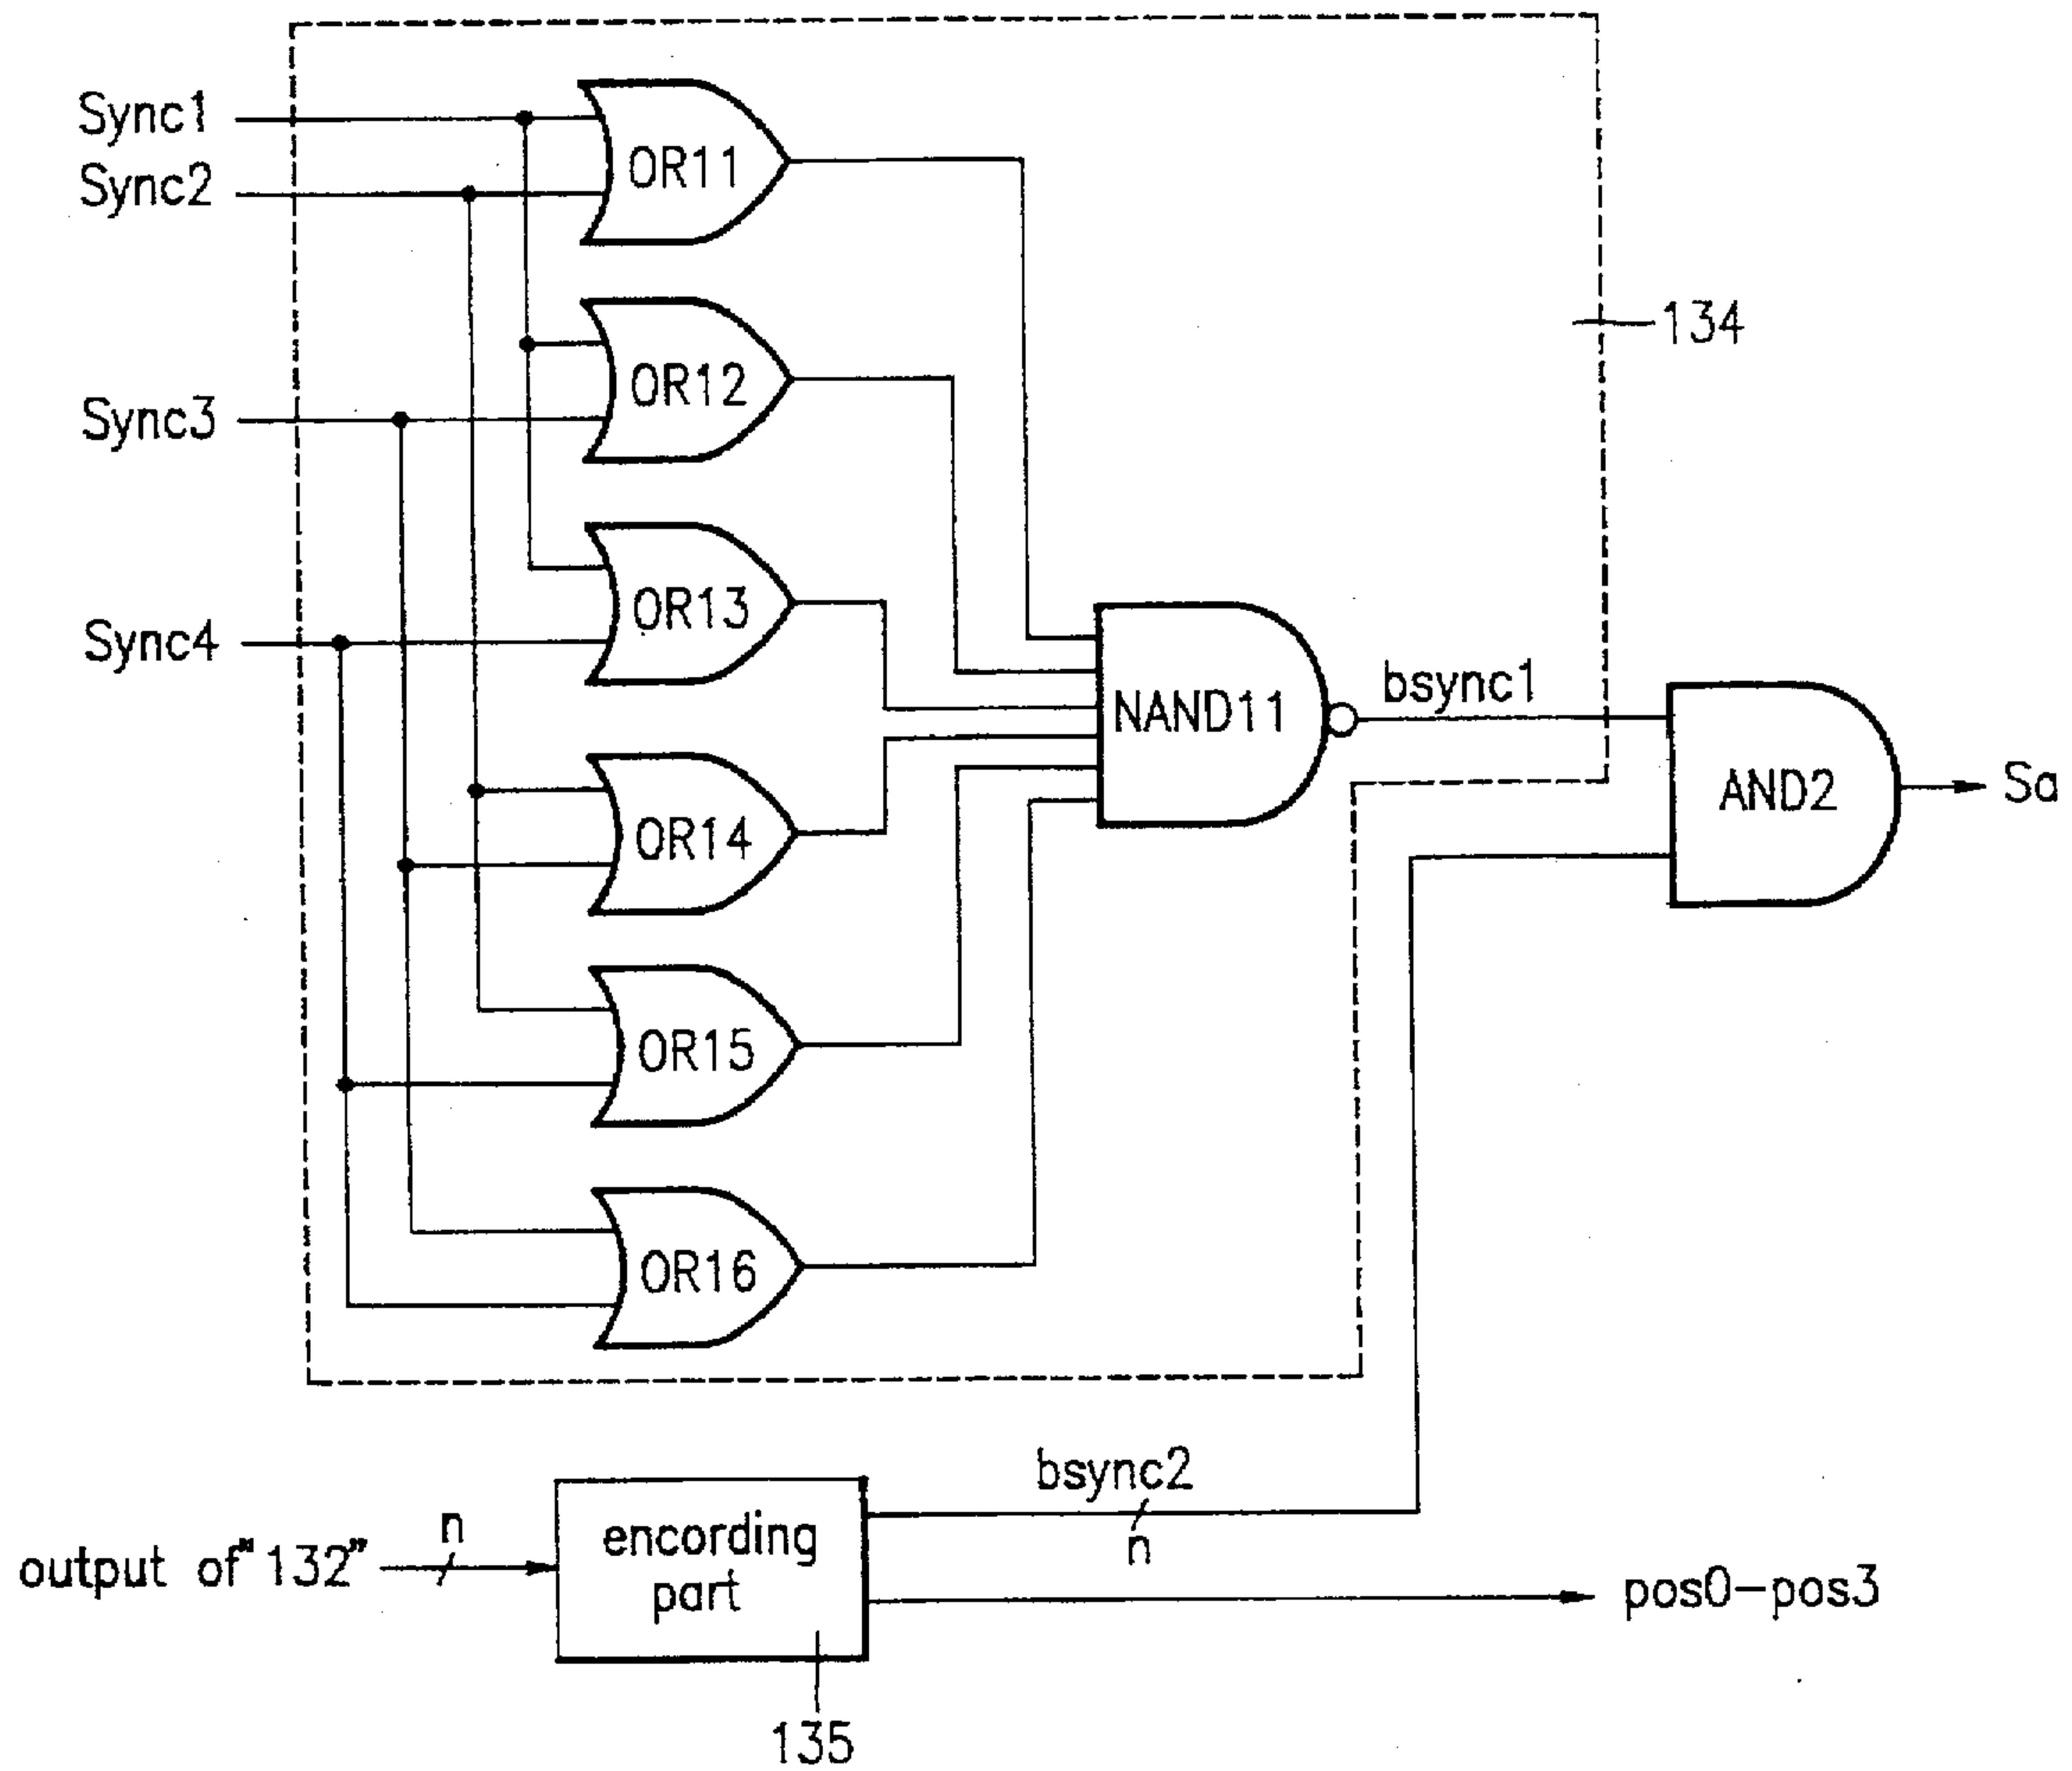 Sync1
Sync2
Sync3
Sync4
OR11
OR12
OR13
OR14
OR15
OR16
134
NAND11
bsync1
AND2
Sa
bsync2
n
n
output of "132"
encording
part
pos0-pos3
135